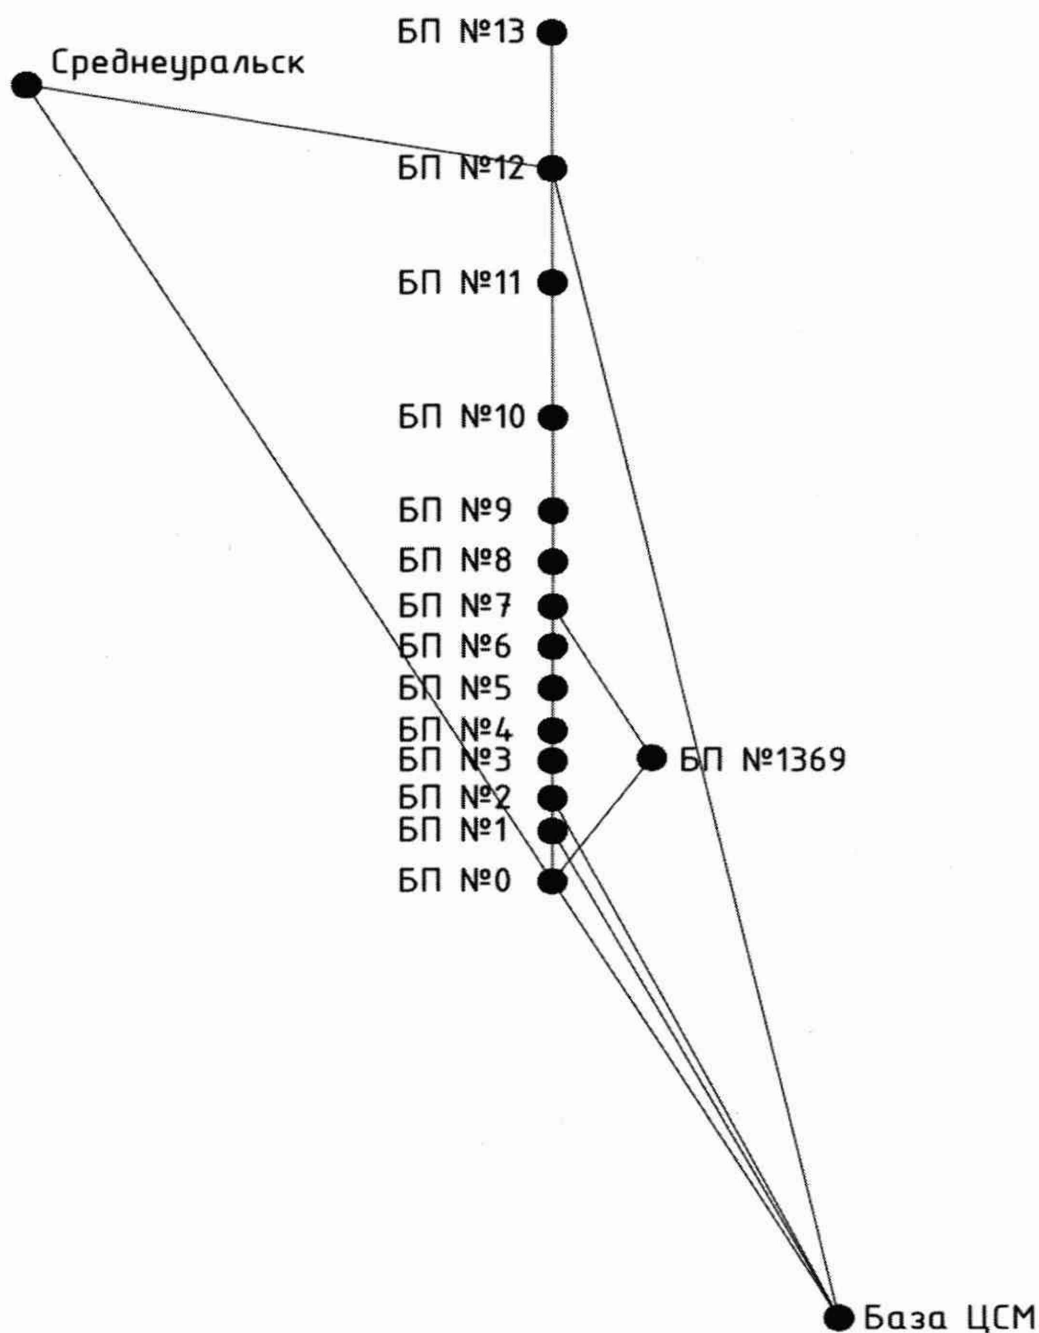 БП №13
Среднеуральск
БП №12
БП №11
БП №10
БП №9
БП №8
БП №7
БП №6
БП №5
БП №4
БП №3
БП №1369
БП №2
БП №1
БП №0
База ЦСМ